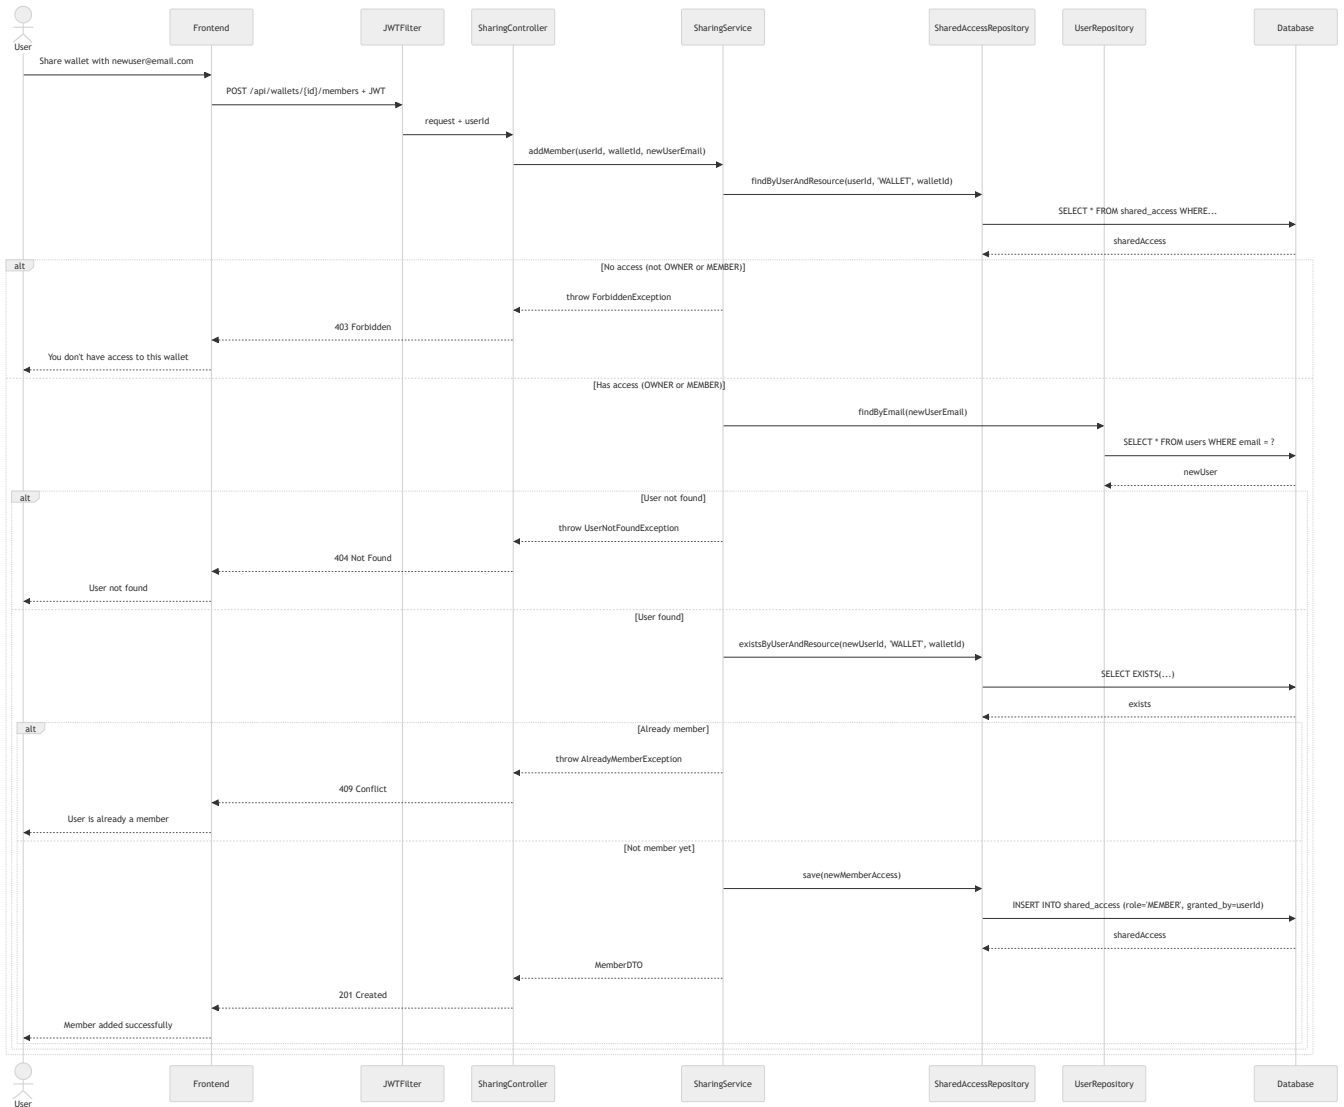 Frontend
JWTFilter
SharingController
SharingService
SharedAccessRepository
UserRepository
Database
User
Share wallet with newuser@email.com
POST /api/wallets/{id}/members + JWT
request + userId
addMember(userId, walletId, newUserEmail)
findByUserAndResource(userId, 'WALLET', walletId)
SELECT * FROM shared_access WHERE...
sharedAccess
alt
[No access (not OWNER or MEMBER)]
throw ForbiddenException
403 Forbidden
You don't have access to this wallet
[Has access (OWNER or MEMBER)]
findByEmail(newUserEmail)
SELECT * FROM users WHERE email = ?
newUser
alt
[User not found]
throw UserNotFoundException
404 Not Found
User not found
[User found]
existsByUserAndResource(newUserId, 'WALLET', walletId)
SELECT EXISTS(...)
exists
alt
[Already member]
throw AlreadyMemberException
409 Conflict
User is already a member
[Not member yet]
save(newMemberAccess)
INSERT INTO shared_access (role='MEMBER', granted_by=userId)
sharedAccess
MemberDTO
201 Created
Member added successfully
Frontend
JWTFilter
SharingController
SharingService
SharedAccessRepository
UserRepository
Database
User